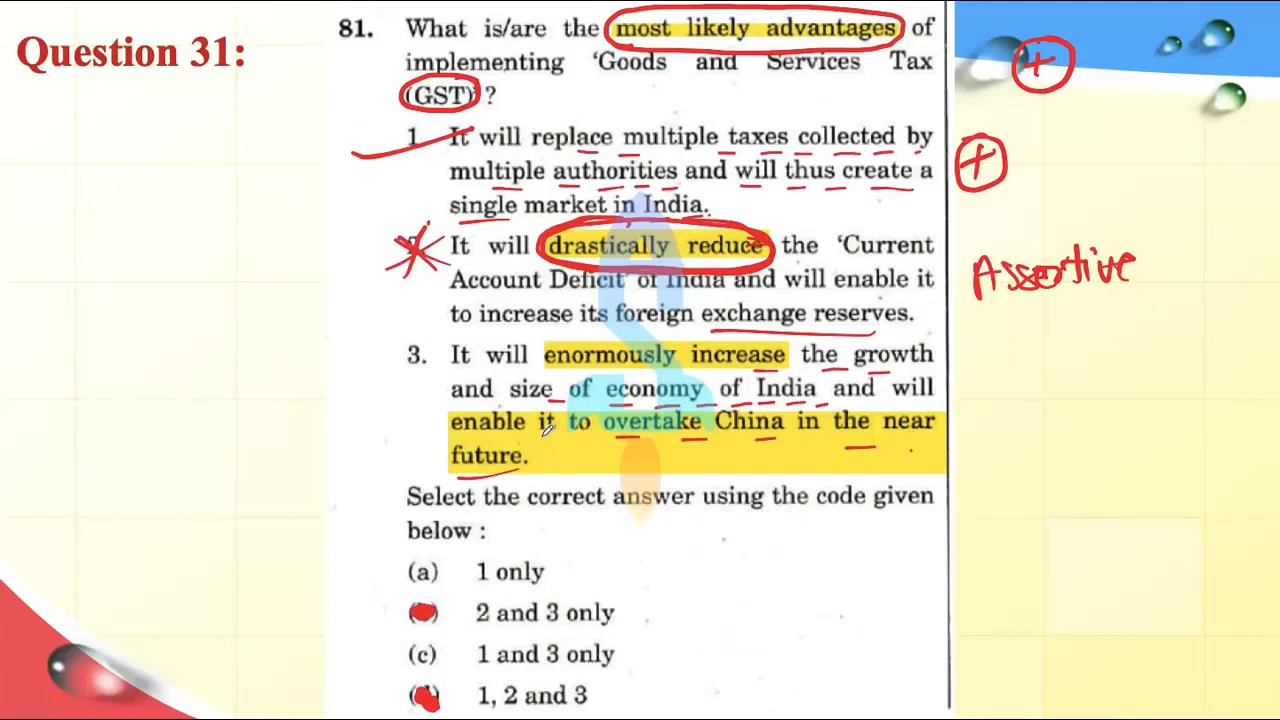 Question 31:
81. What is/are the most likely advantages of
implementing 'Goods and Services Tax
(GST)' ?
1. It will replace multiple taxes collected by
multiple authorities and will thus create a
single market in India.
2. It will drastically reduce the 'Current
Account Deficit' of India and will enable it
to increase its foreign exchange reserves.
Assertive
3. It will enormously increase the growth
and size of economy of India and will
enable it to overtake China in the near
future.
Select the correct answer using the code given
below :
(a) 1 only
2 and 3 only
(c) 1 and 3 only
1, 2 and 3